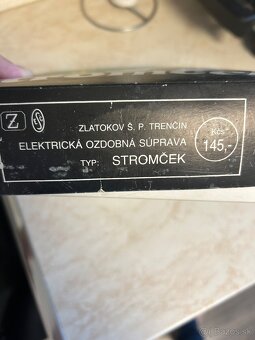 Z
ZLATOKOV Š. P. TRENČÍN
ELEKTRICKÁ OZDOBNÁ SÚPRAVA
TYP: STROMČEK
Kčs
145,-